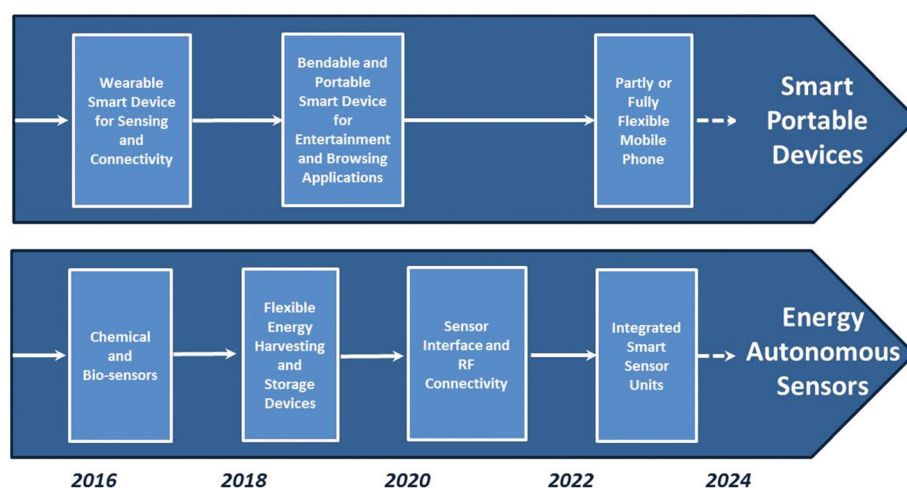 Wearable
Smart Device
for Sensing
and
Connectivity
Bendable and
Portable
Smart Device
for
Entertainment
and Browsing
Applications
Partly or
Fully
Flexible
Mobile
Phone
Smart
Portable
Devices
Chemical
and
Bio-sensors
Flexible
Energy
Harvesting
and
Storage
Devices
Sensor
Interface and
RF
Connectivity
Integrated
Smart
Sensor
Units
Energy
Autonomous
Sensors
2016 2018 2020 2022 2024